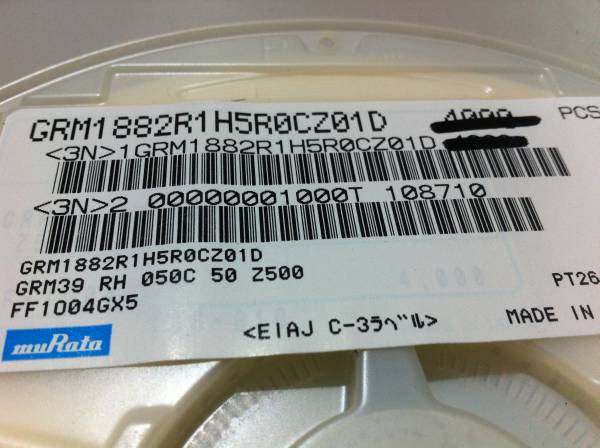 GRM1882R1H5R0CZ01D PCS
<3N>1GRM1882R1H5R0CZ01D
<3N>2 00000001000T 108710
GRM1882R1H5R0CZ01D
GRM39 RH 050C 50 Z500
FF1004GX5 PT26
muRata <EIAJ C-3ラベル> MADE IN